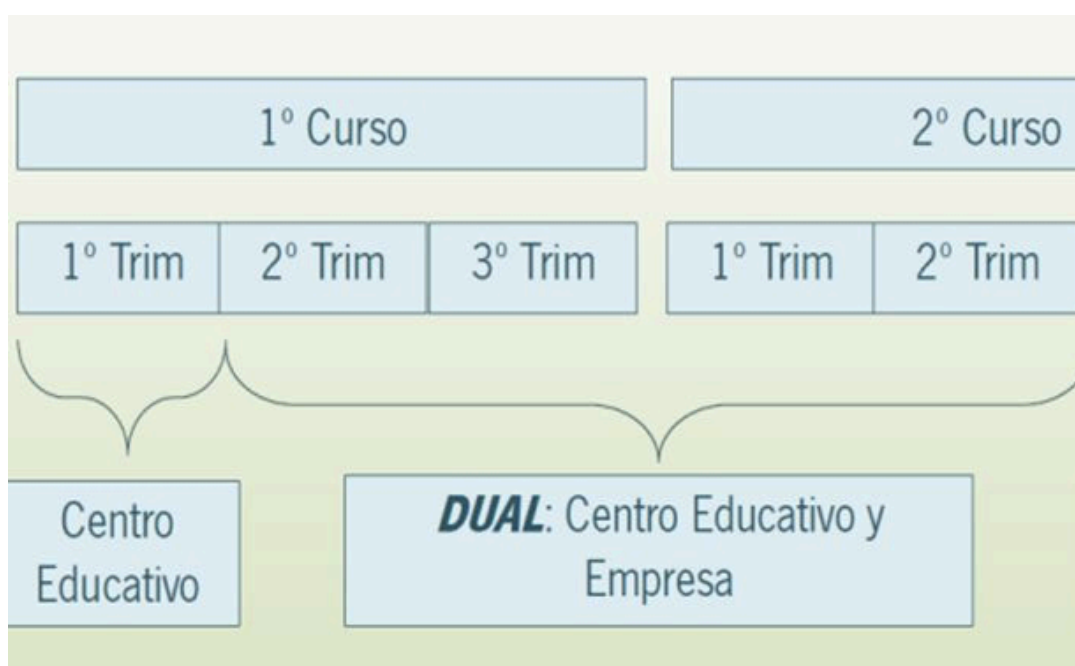 1º Curso
2º Curso
1º Trim
2º Trim
3º Trim
1º Trim
2º Trim
Centro
Educativo
DUAL: Centro Educativo y
Empresa